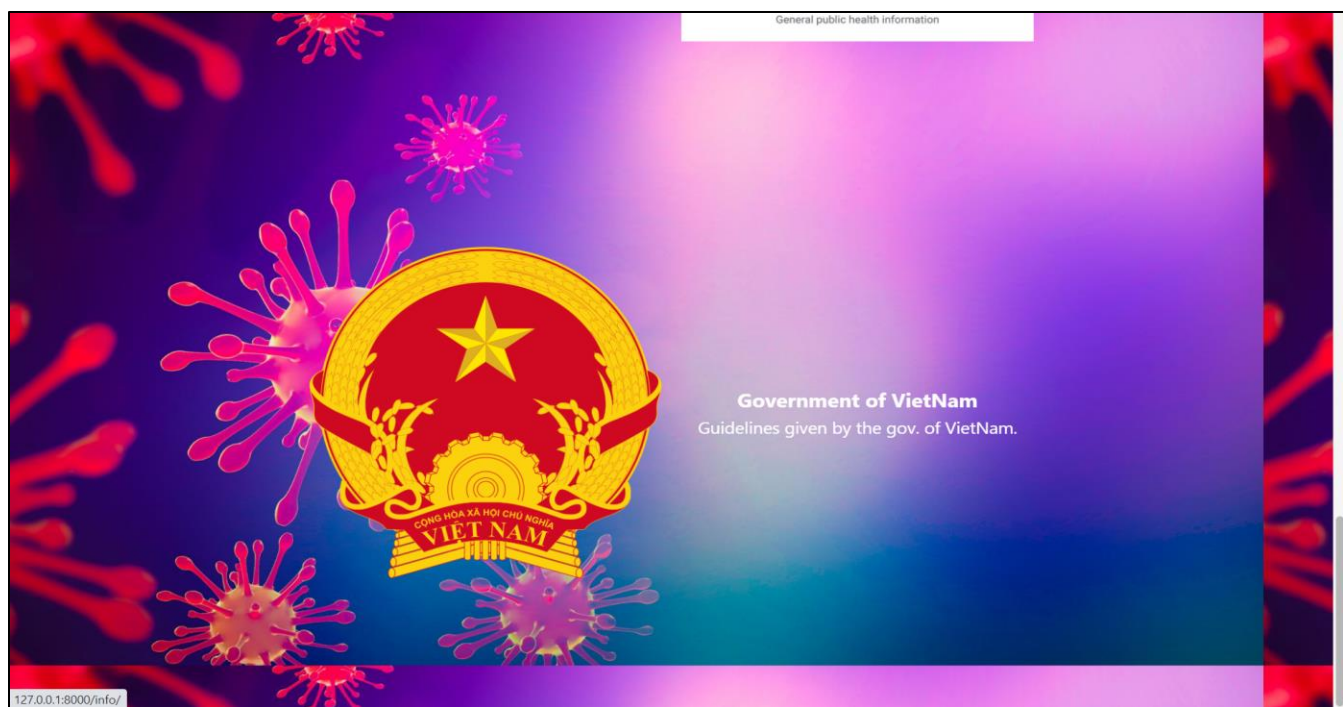 General public health information
Government of VietNam
Guidelines given by the gov. of VietNam.
CỘNG HÒA XÃ HỘI CHỦ NGHĨA
VIỆT NAM
127.0.0.1:8000/info/